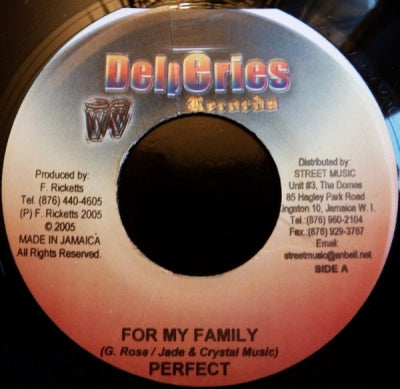 DelpEries
Records
Produced by:
F. Ricketts
Tel. (876) 440-4605
(P) F. Ricketts 2005
© 2005
MADE IN JAMAICA
All Rights Reserved.
Distributed by:
STREET MUSIC
Unit #3, The Domes
85 Hagley Park Road
Kingston 10, Jamaica W. I.
Tel.:(876) 960-2104
Fax.:(876) 929-3787
Email:
streetmusic@anbell.net
SIDE A
FOR MY FAMILY
(G. Rose / Jade & Crystal Music)
PERFECT